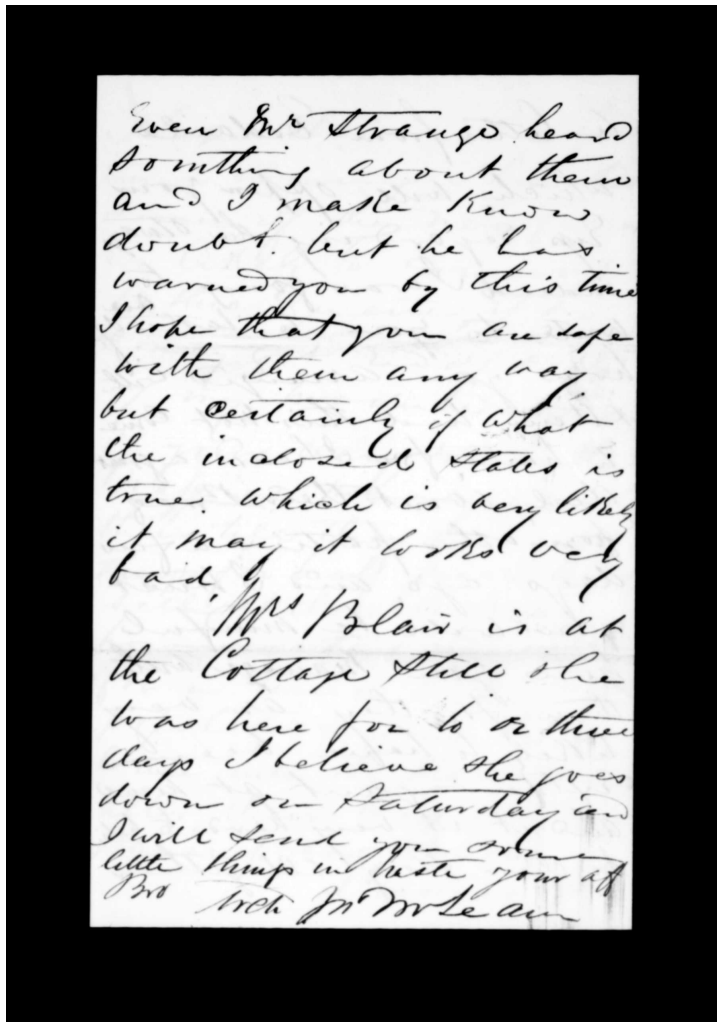 Even Mr Strange heard
somthing about them
and I make know
doubt but he has
warned you by this time
I hope that you are safe
with them any way
but certainly if what
the inclosed states is
true. which is very likely
it may it looks very
bad.
Mrs Blair is at
the Cottage still she
was here for to or three
days I believe she goes
down on Saturday and
I will send you some
little things in haste your aff
Bro Arch McLean